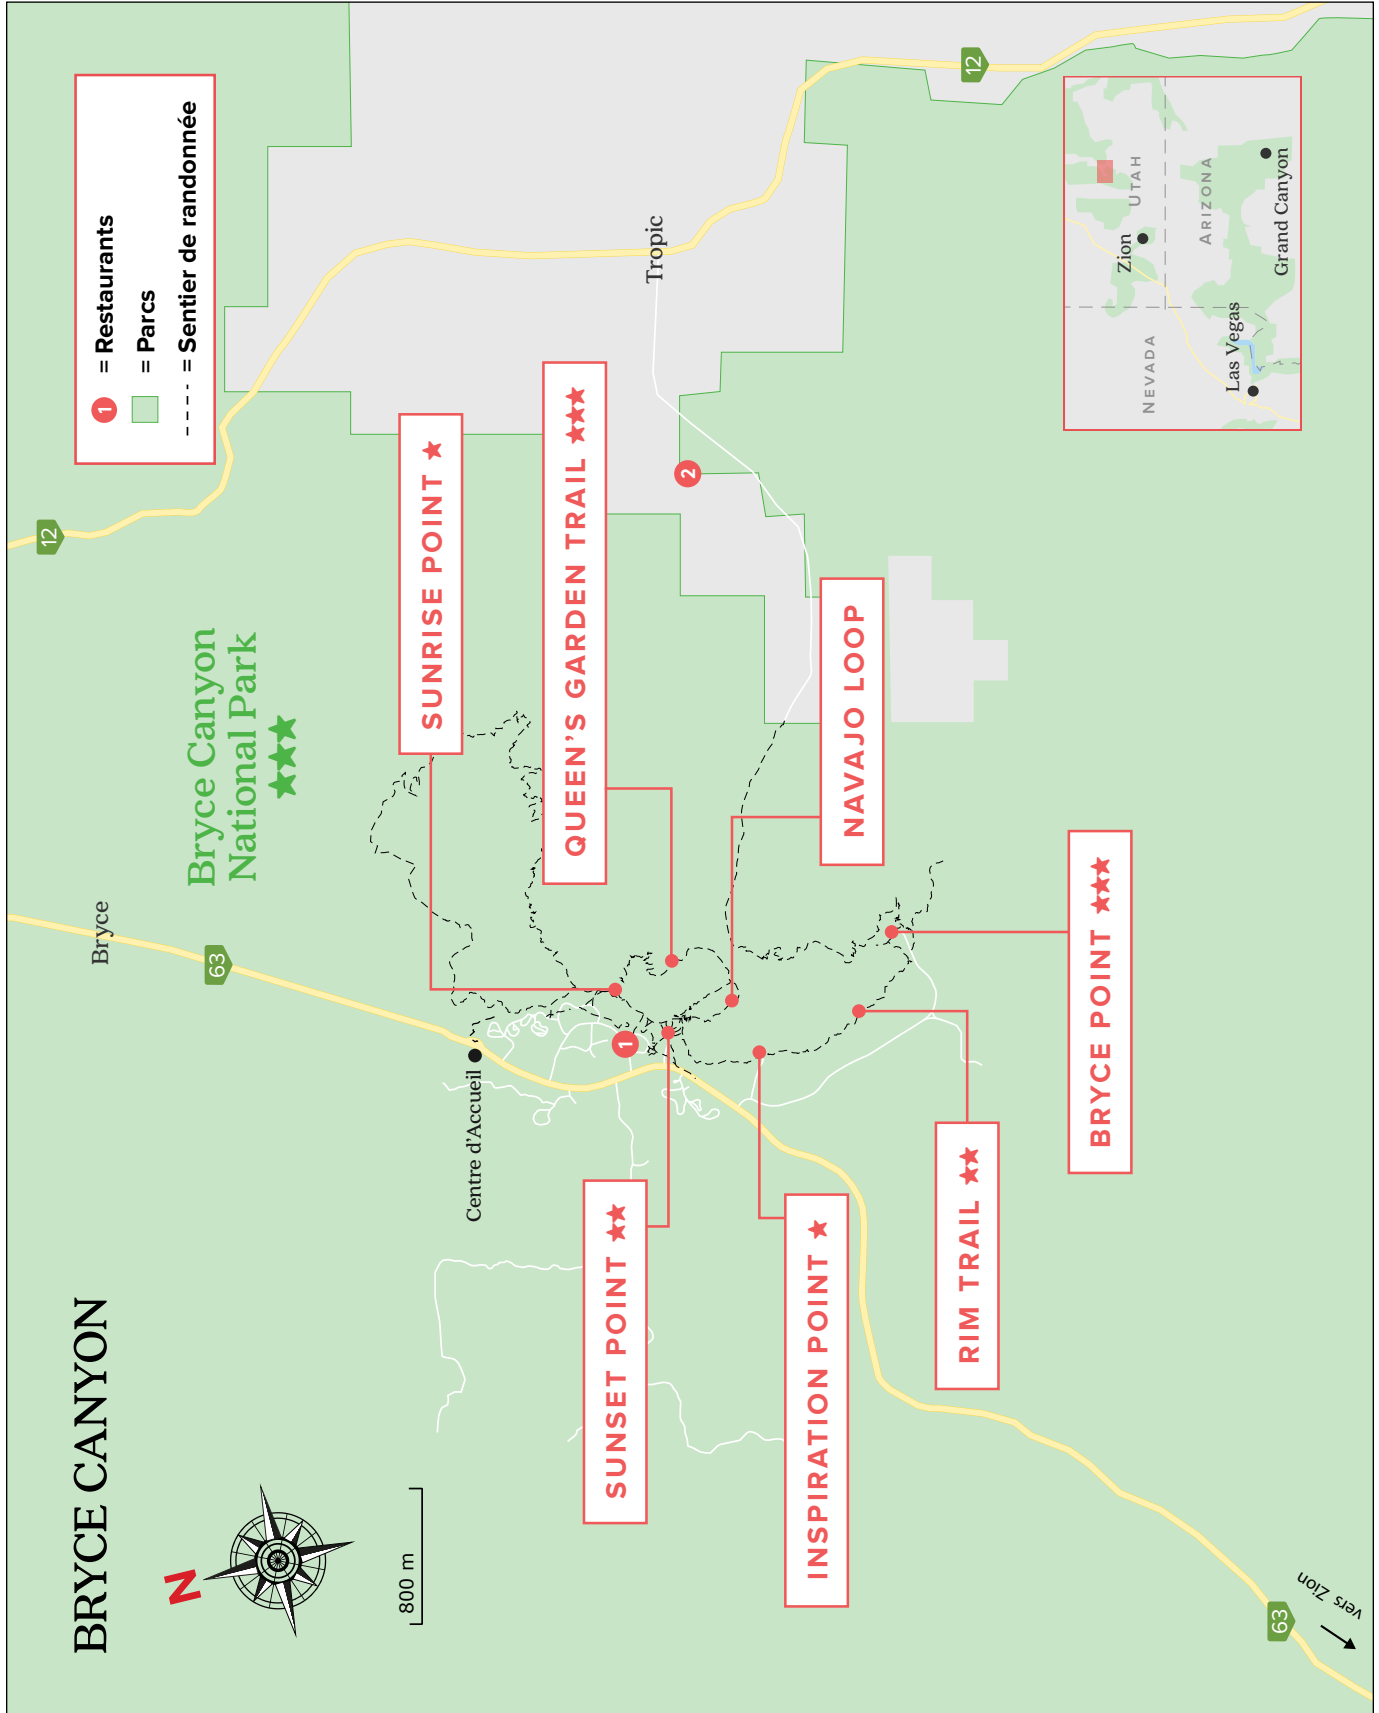 BRYCE CANYON
N
800 m
Bryce Canyon
National Park
1 = Restaurants
= Parcs
= Sentier de randonnée
12
12
63
63
Bryce
Tropic
Centre d'Accueil
SUNRISE POINT
QUEEN'S GARDEN TRAIL
NAVAJO LOOP
BRYCE POINT
RIM TRAIL
INSPIRATION POINT
SUNSET POINT
1
2
vers Zion
NEVADA
UTAH
ARIZONA
Zion
Las Vegas
Grand Canyon